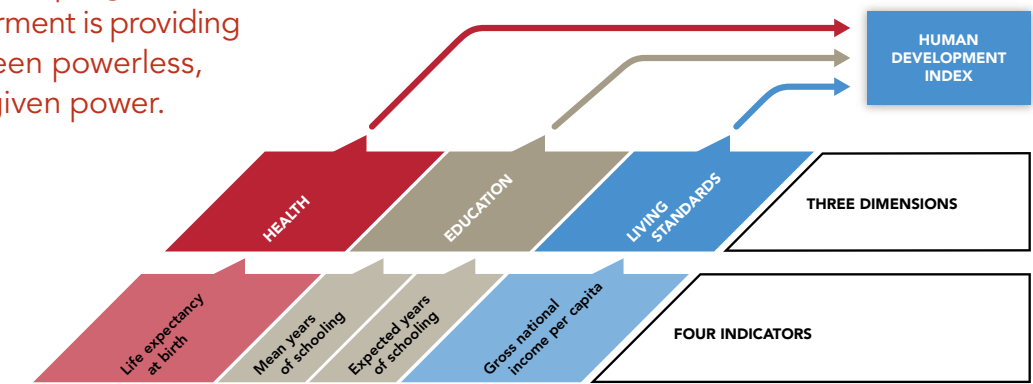 rment is providing
een powerless,
given power.
HUMAN
DEVELOPMENT
INDEX
HEALTH
EDUCATION
LIVING
STANDARDS
THREE DIMENSIONS
Life expectancy
at birth
Mean years
of schooling
Expected years
of schooling
Gross national
income per capita
FOUR INDICATORS